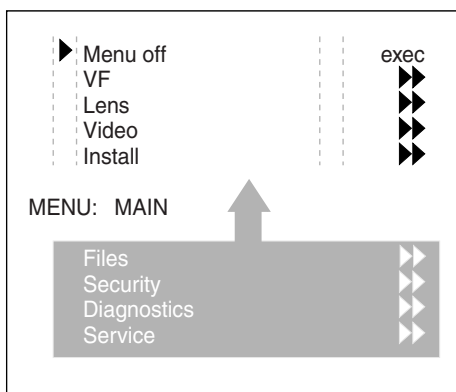 Menu off exec
VF
Lens
Video
Install
MENU: MAIN
Files
Security
Diagnostics
Service